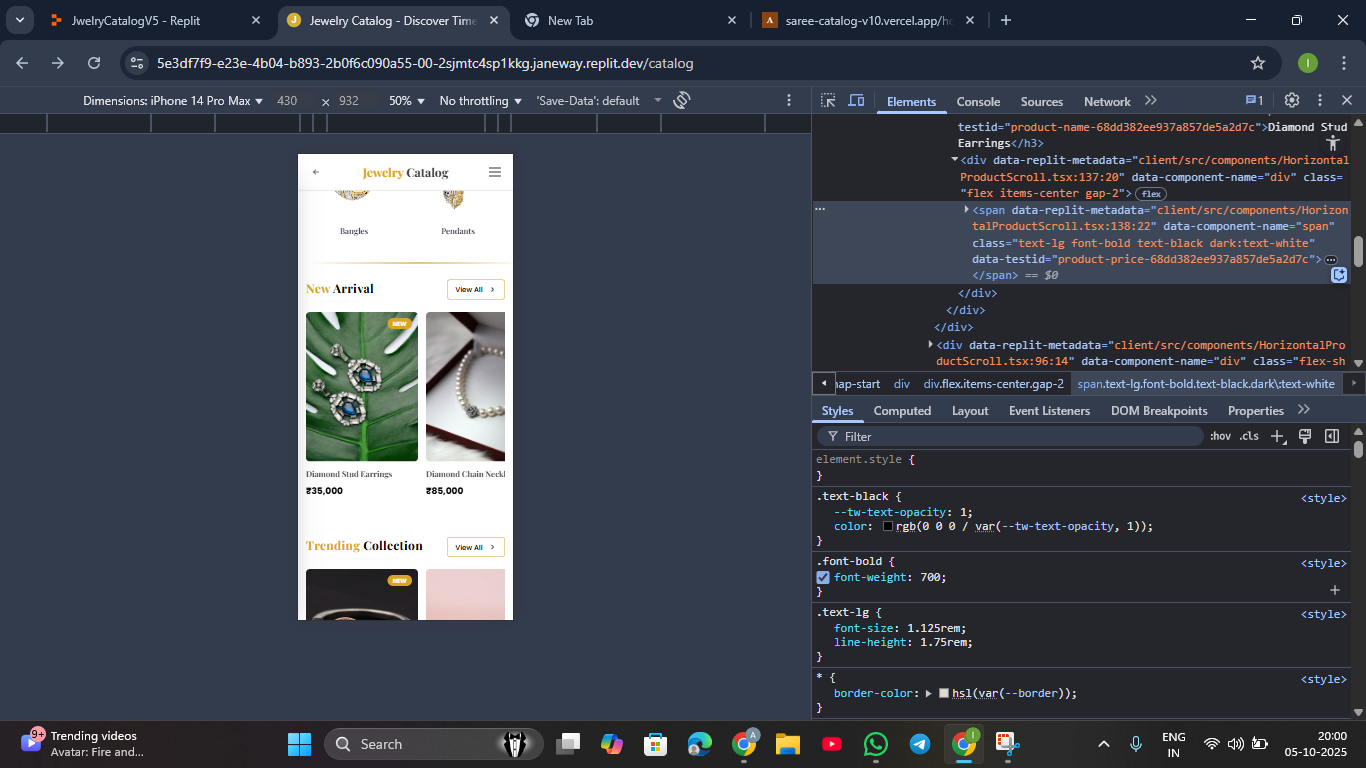 JwelryCatalogV5 - Replit
Jewelry Catalog - Discover Time
New Tab
saree-catalog-v10.vercel.app/ho
5e3df7f9-e23e-4b04-b893-2b0f6c090a55-00-2sjmtc4sp1kkg.janeway.replit.dev/catalog
Dimensions: iPhone 14 Pro Max 430 × 932 50% No throttling 'Save-Data': default
Elements Console Sources Network 1
Jewelry Catalog
Bangles Pendants
New Arrival View All
NEW
Diamond Stud Earrings Diamond Chain Neckl
₹35,000 ₹85,000
Trending Collection View All
NEW
testid="product-name-68dd382ee937a857de5a2d7c">Diamond Stud
Earrings</h3>
<div data-replit-metadata="client/src/components/Horizontal
ProductScroll.tsx:137:20" data-component-name="div" class=
"flex items-center gap-2"> flex
<span data-replit-metadata="client/src/components/Horizon
talProductScroll.tsx:138:22" data-component-name="span"
class="text-lg font-bold text-black dark:text-white"
data-testid="product-price-68dd382ee937a857de5a2d7c">
</span> == $0
</div>
</div>
</div>
<div data-replit-metadata="client/src/components/HorizontalPro
ductScroll.tsx:96:14" data-component-name="div" class="flex-sh
nap-start div div.flex.items-center.gap-2 span.text-lg.font-bold.text-black.dark\:text-white
Styles Computed Layout Event Listeners DOM Breakpoints Properties
Filter :hov .cls
element.style {
}
.text-black { <style>
--tw-text-opacity: 1;
color: rgb(0 0 0 / var(--tw-text-opacity, 1));
}
.font-bold { <style>
font-weight: 700;
}
.text-lg { <style>
font-size: 1.125rem;
line-height: 1.75rem;
}
* { <style>
border-color: hsl(var(--border));
}
9+ Trending videos
Avatar: Fire and...
Search
A
I
ENG
IN
20:00
05-10-2025